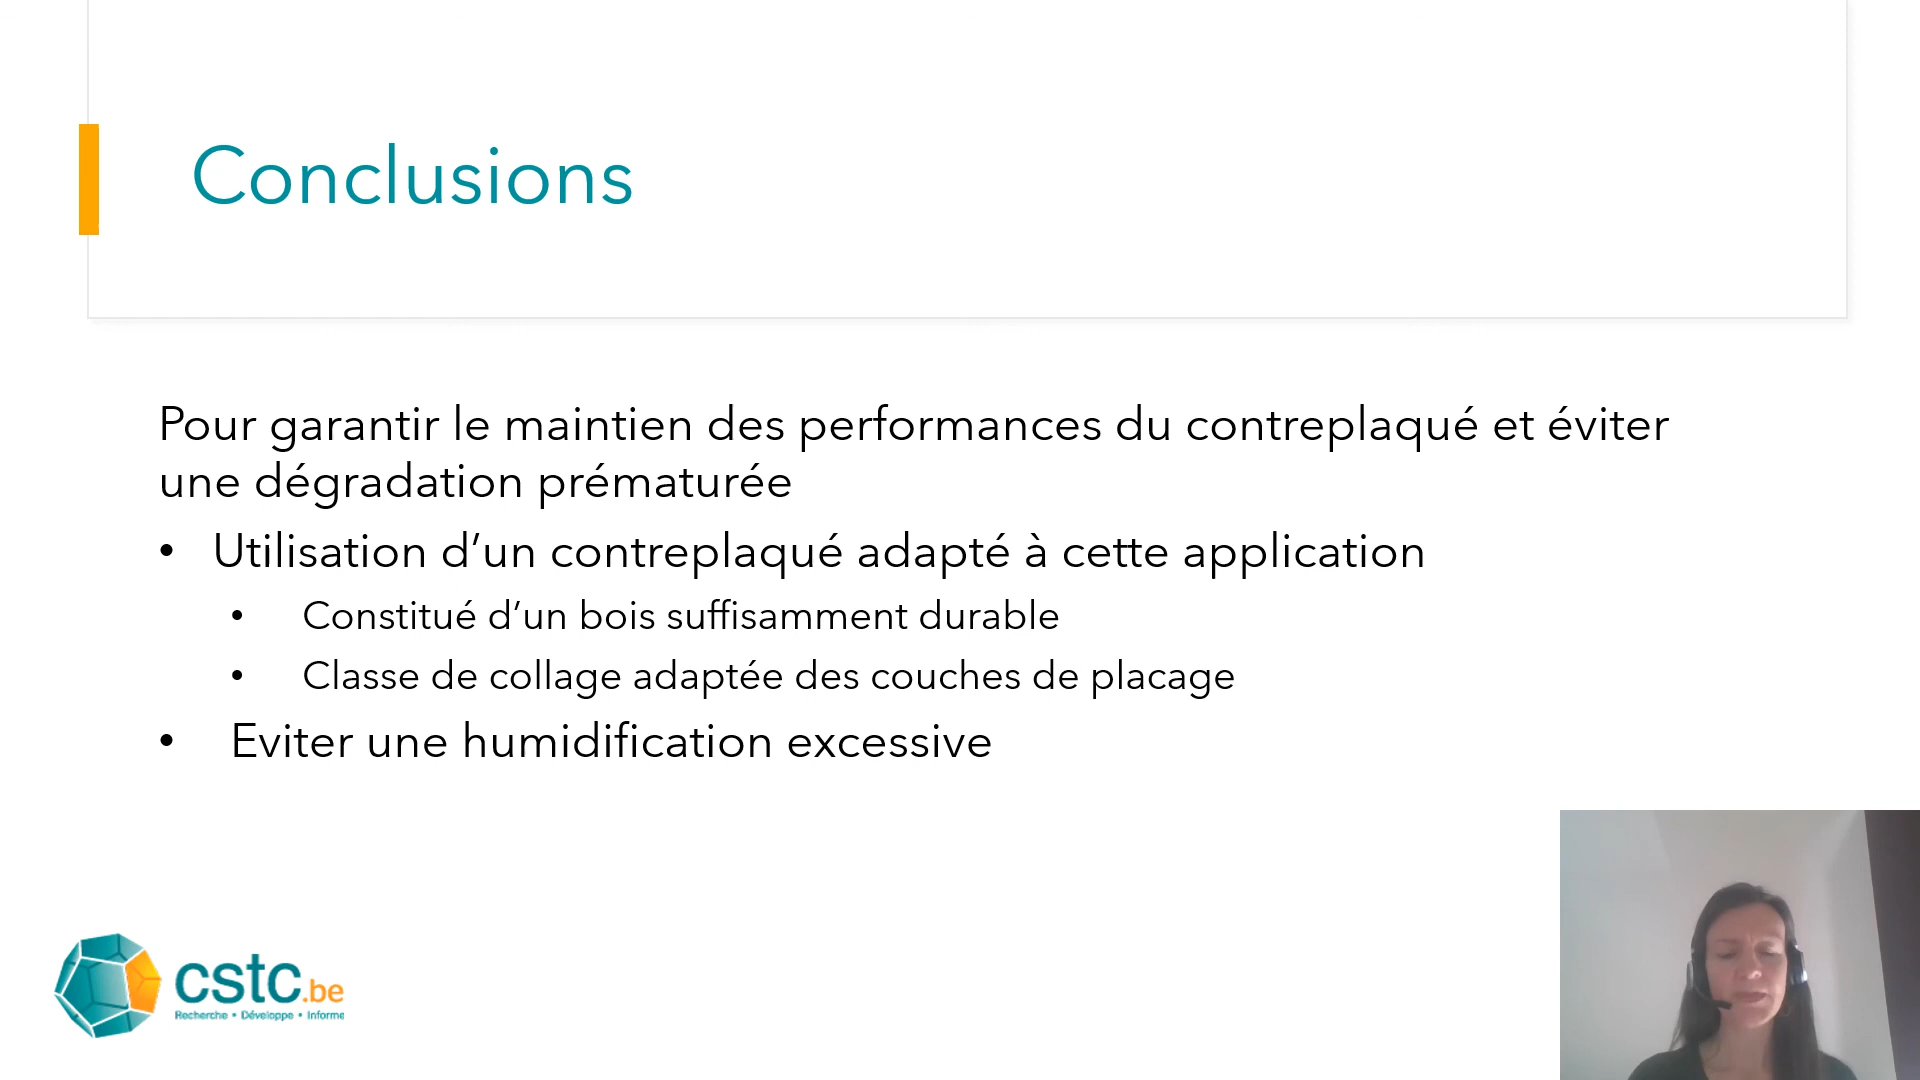 Conclusions
Pour garantir le maintien des performances du contreplaqué et éviter
une dégradation prématurée
• Utilisation d’un contreplaqué adapté à cette application
• Constitué d’un bois suffisamment durable
• Classe de collage adaptée des couches de placage
• Eviter une humidification excessive
cstc.be
Recherche • Développe • Informe